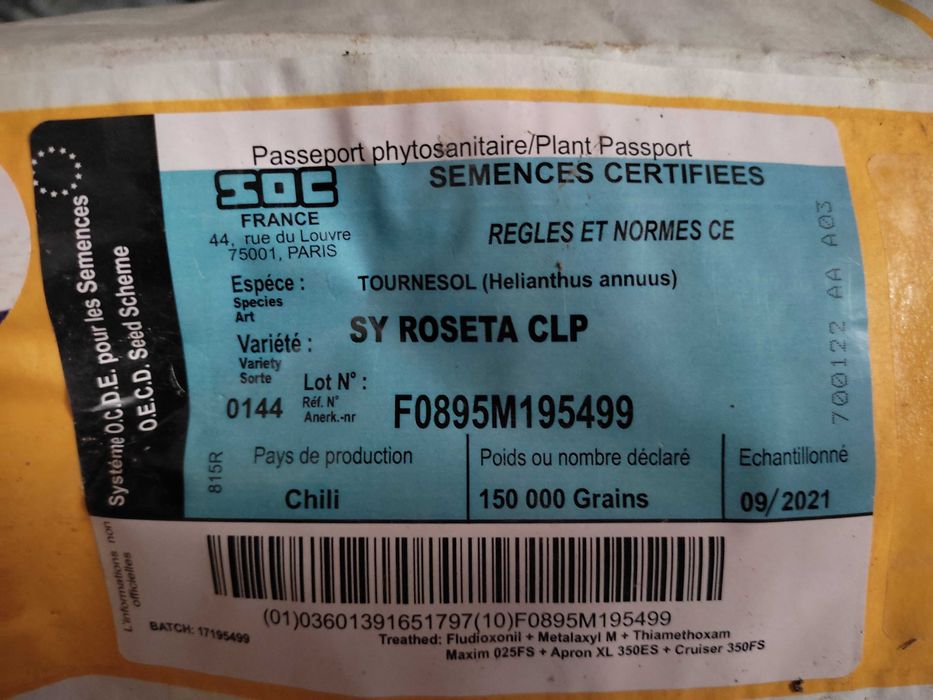 Passeport phytosanitaire/Plant Passport
SOC
FRANCE
44, rue du Louvre
75001, PARIS
SEMENCES CERTIFIEES
REGLES ET NORMES CE
Système O.C.D.E. pour les Semences
O.E.C.D. Seed Scheme
Espéce :
Species
Art
TOURNESOL (Helianthus annuus)
Variété :
Variety
Sorte
SY ROSETA CLP
0144
Lot N° :
Réf. N°
Anerk.-nr
F0895M195499
815R
Pays de production
Chili
Poids ou nombre déclaré
150 000 Grains
Echantillonné
09/2021
700122 AA A03
L'informations non
officielles
BATCH: 17195499
(01)03601391651797(10)F0895M195499
Treathed: Fludioxonil + Metalaxyl M + Thiamethoxam
Maxim 025FS + Apron XL 350ES + Cruiser 350FS